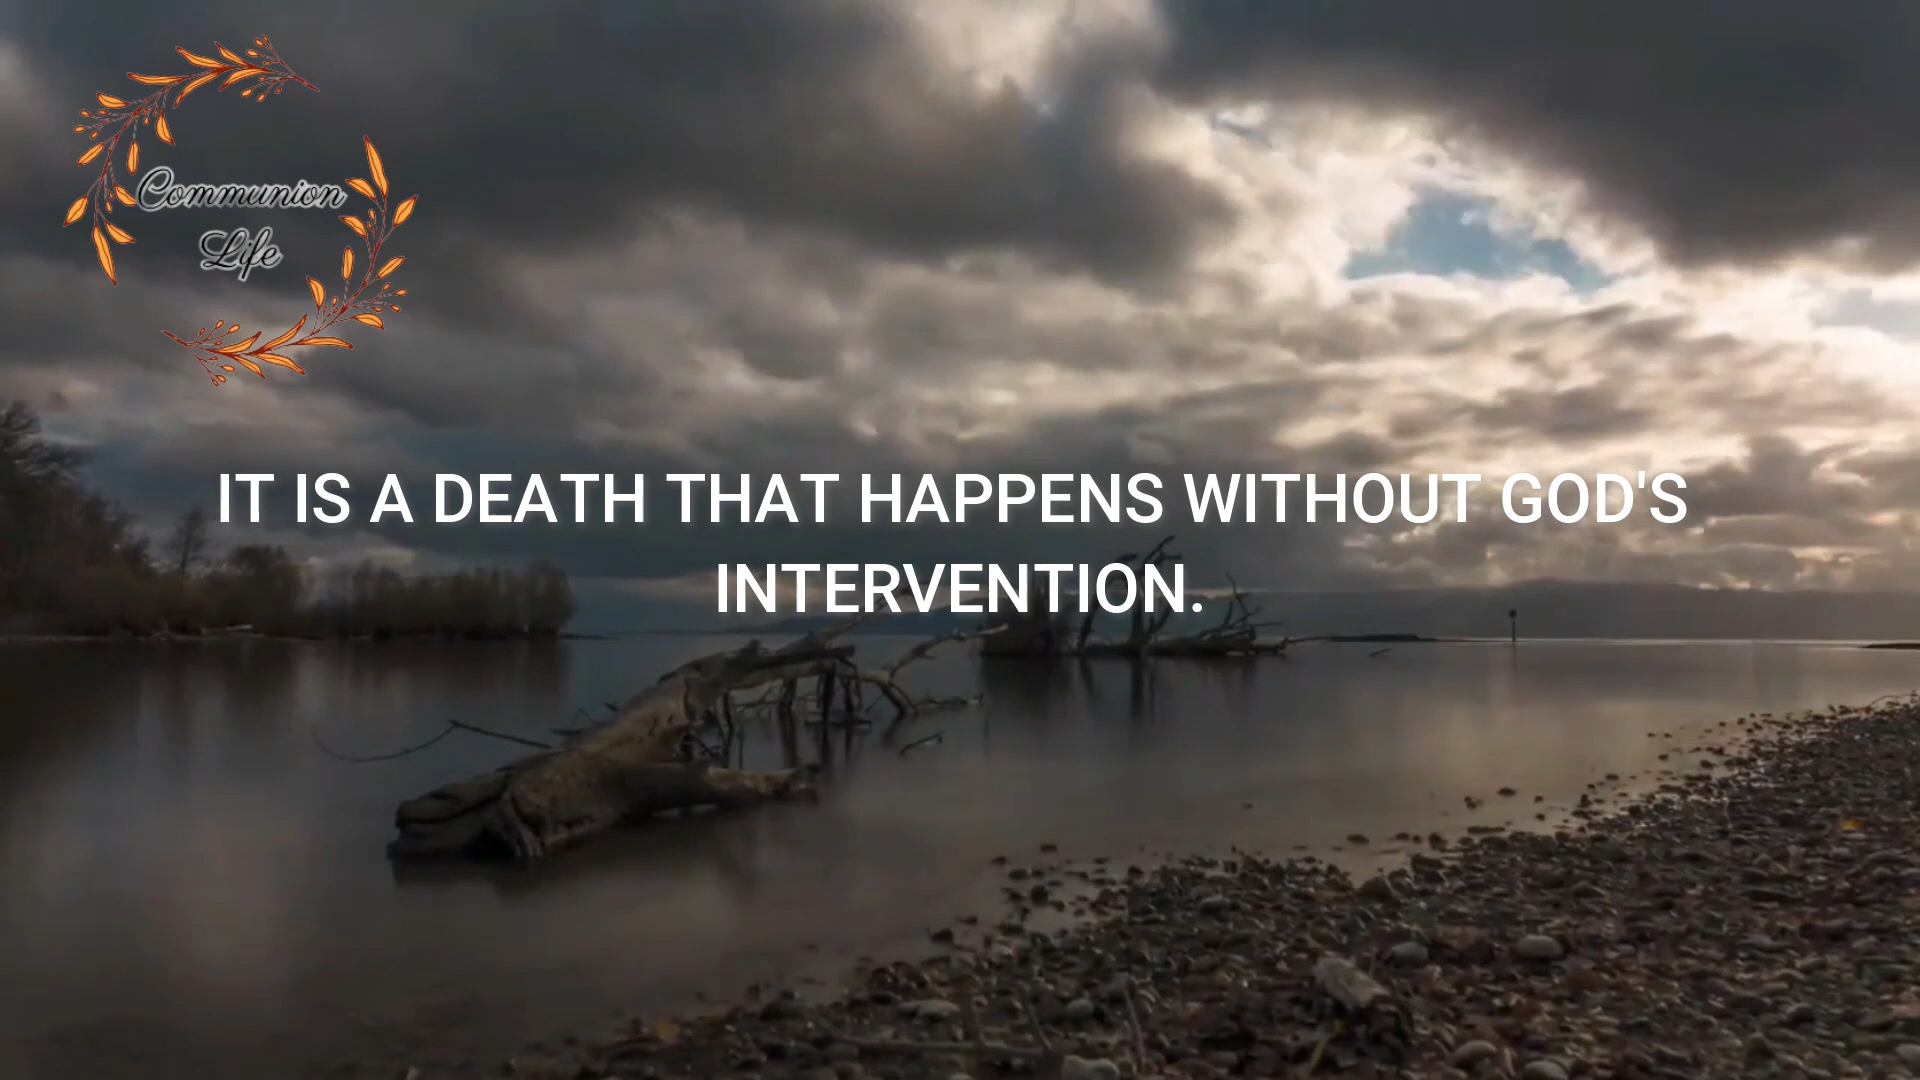 Communion
Life
IT IS A DEATH THAT HAPPENS WITHOUT GOD'S
INTERVENTION.